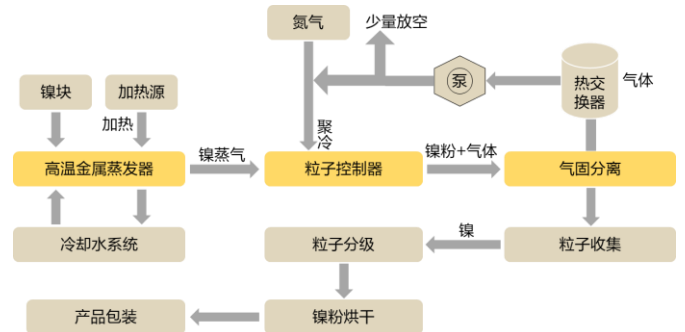 氮气
少量放空
泵
热交
换器
气体
镍块
加热源
加热
聚
冷
镍蒸气
镍粉+气体
高温金属蒸发器
粒子控制器
气固分离
镍
冷却水系统
粒子分级
粒子收集
产品包装
镍粉烘干